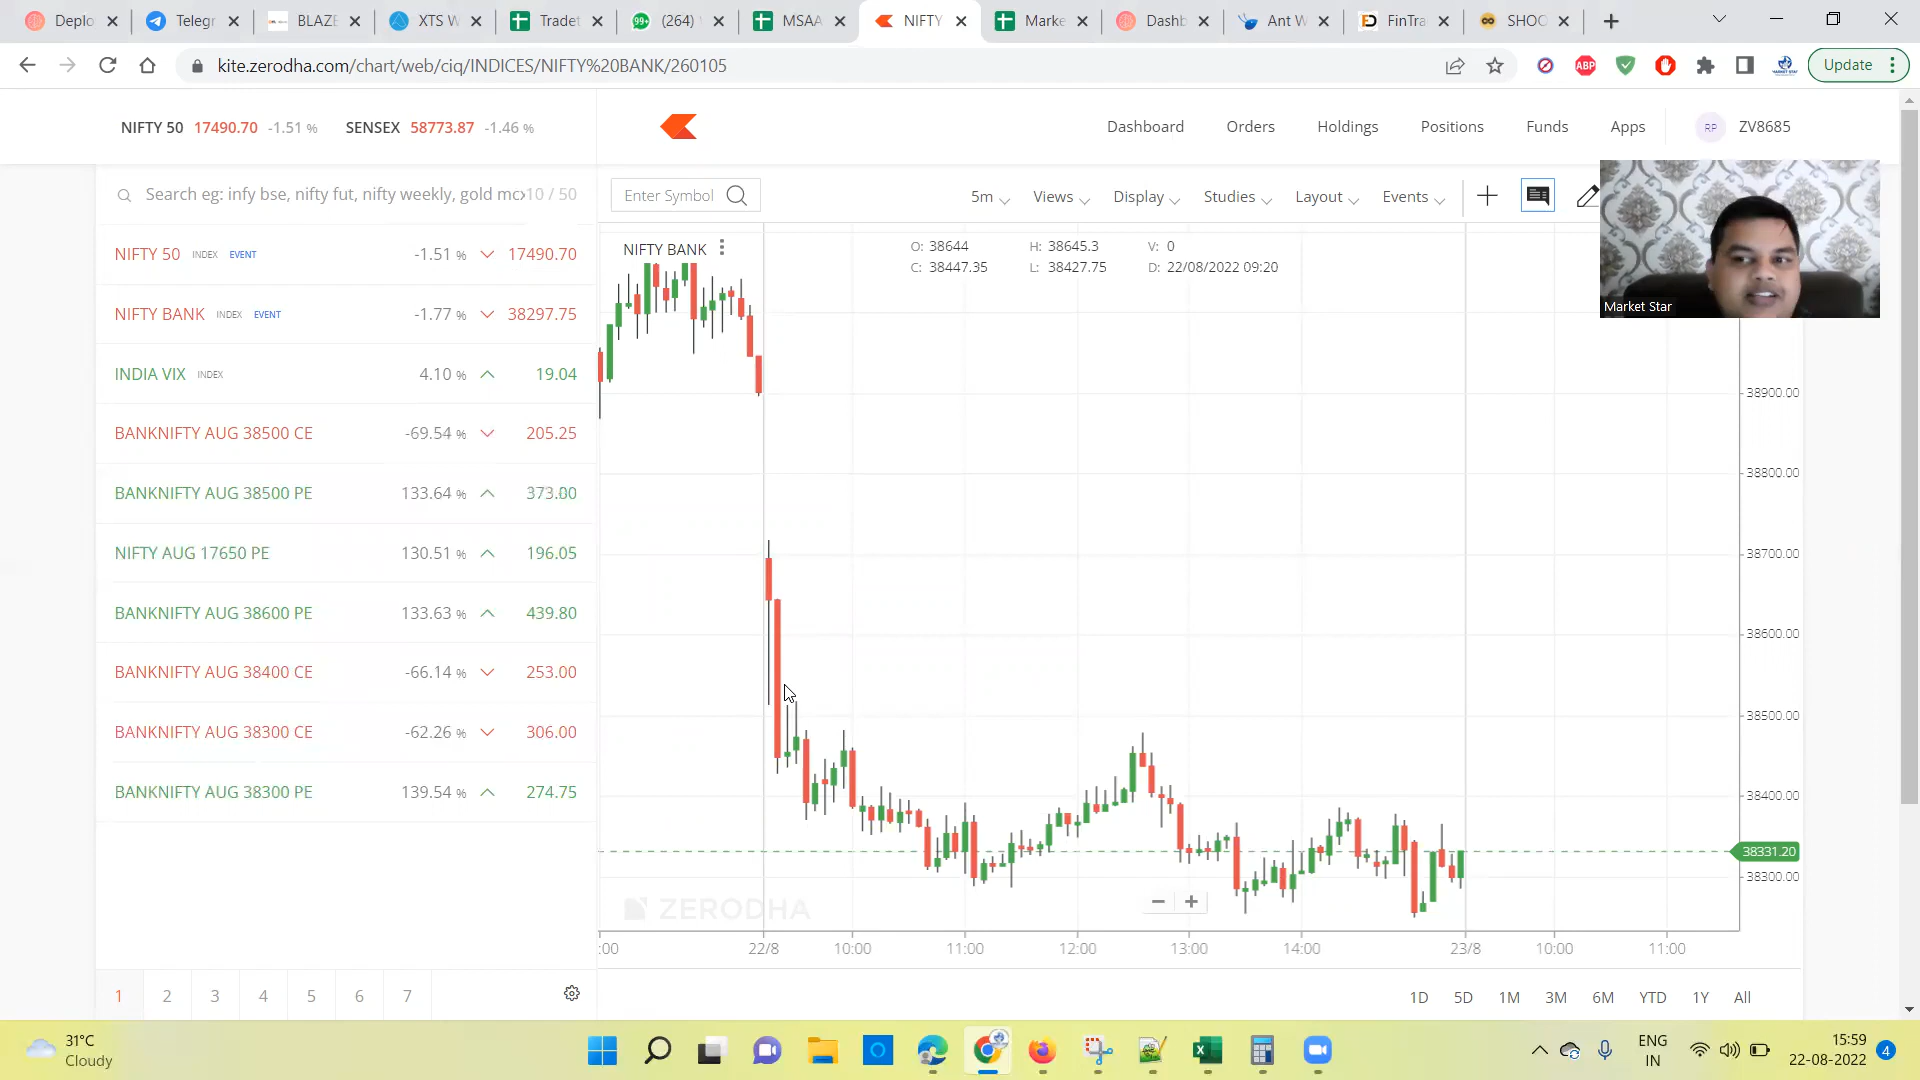 Deplo
Telegr
BLAZE
XTS W
Tradet
(264)
MSAA
NIFTY
Marke
Dashb
Ant W
FinTra
SHOO
kite.zerodha.com/chart/web/ciq/INDICES/NIFTY%20BANK/260105
ABP
Update
NIFTY 50 17490.70 -1.51 % SENSEX 58773.87 -1.46 %
Dashboard Orders Holdings Positions Funds Apps RP ZV8685
Search eg: infy bse, nifty fut, nifty weekly, gold mcx 10 / 50
NIFTY 50 INDEX EVENT -1.51 % 17490.70
NIFTY BANK INDEX EVENT -1.77 % 38297.75
INDIA VIX INDEX 4.10 % 19.04
BANKNIFTY AUG 38500 CE -69.54 % 205.25
BANKNIFTY AUG 38500 PE 133.64 % 373.80
NIFTY AUG 17650 PE 130.51 % 196.05
BANKNIFTY AUG 38600 PE 133.63 % 439.80
BANKNIFTY AUG 38400 CE -66.14 % 253.00
BANKNIFTY AUG 38300 CE -62.26 % 306.00
BANKNIFTY AUG 38300 PE 139.54 % 274.75
1 2 3 4 5 6 7
Enter Symbol 5m Views Display Studies Layout Events
NIFTY BANK
O: 38644 H: 38645.3 V: 0
C: 38447.35 L: 38427.75 D: 22/08/2022 09:20
Market Star
38900.00
38800.00
38700.00
38600.00
38500.00
38400.00
38331.20
38300.00
ZERODHA
:00 22/8 10:00 11:00 12:00 13:00 14:00 23/8 10:00 11:00
1D 5D 1M 3M 6M YTD 1Y All
31°C
Cloudy
ENG
IN
15:59
22-08-2022
4